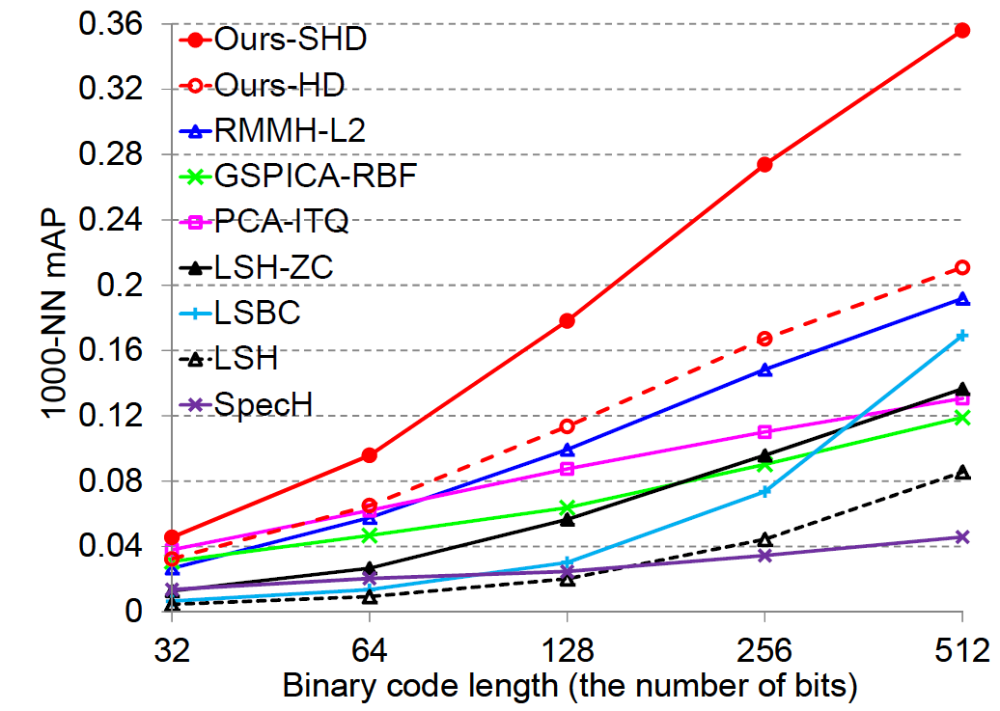 0.36
0.32
0.28
0.24
0.2
0.16
0.12
0.08
0.04
0
1000-NN mAP
Ours-SHD
Ours-HD
RMMH-L2
GSPICA-RBF
PCA-ITQ
LSH-ZC
LSBC
LSH
SpecH
32 64 128 256 512
Binary code length (the number of bits)